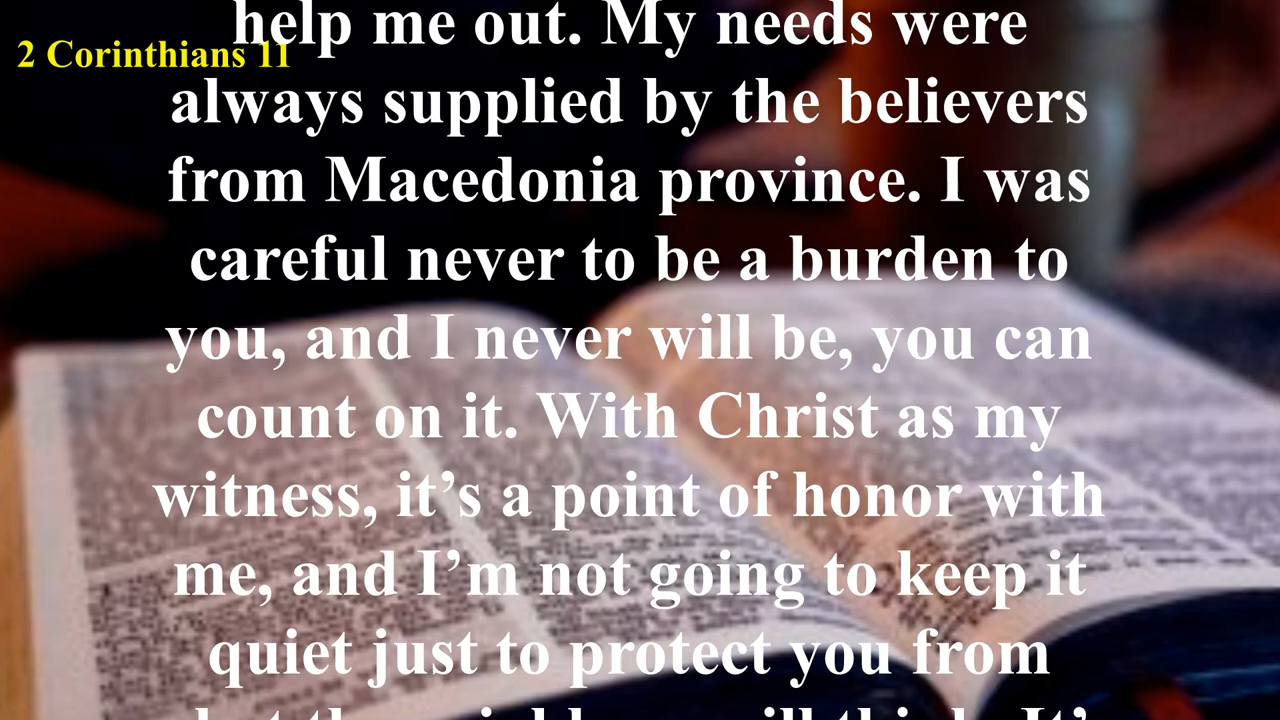 help me out. My needs were
2 Corinthians 11
always supplied by the believers
from Macedonia province. I was
careful never to be a burden to
you, and I never will be, you can
count on it. With Christ as my
witness, it’s a point of honor with
me, and I’m not going to keep it
quiet just to protect you from